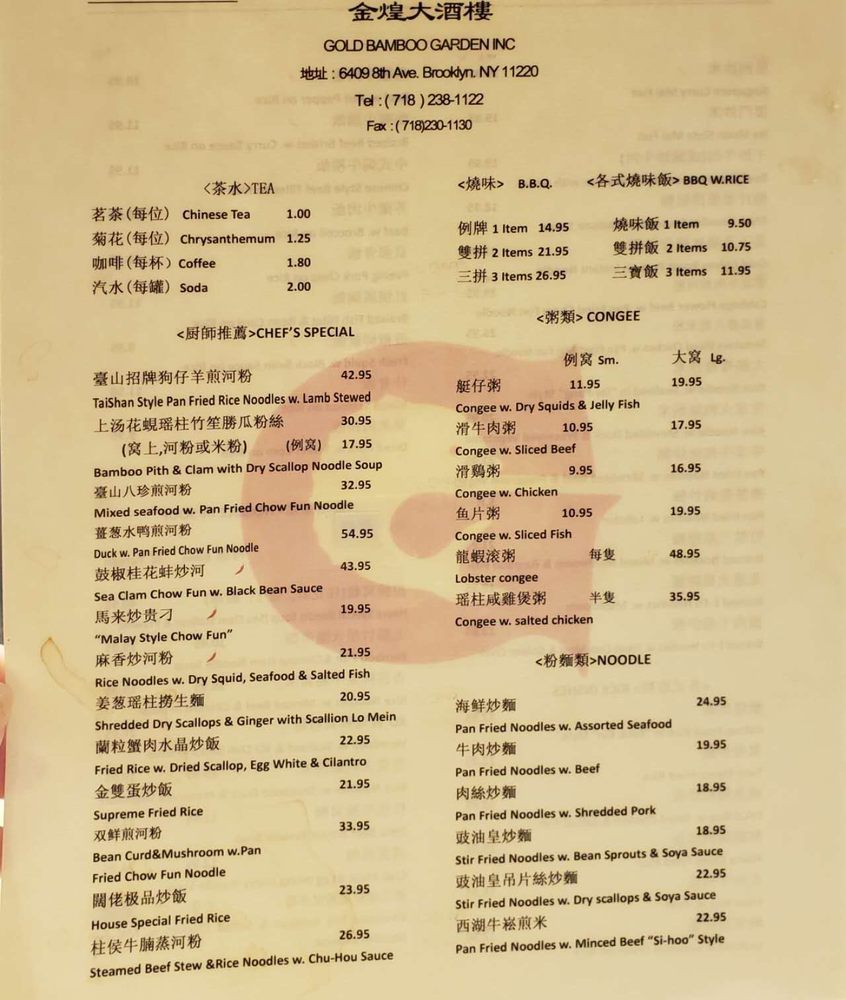 金煌大酒樓
GOLD BAMBOO GARDEN INC
地址 : 6409 8th Ave. Brooklyn. NY 11220
Tel : ( 718 ) 238-1122
Fax : ( 718)230-1130
<茶水>TEA
茗茶(每位) Chinese Tea 1.00
菊花(每位) Chrysanthemum 1.25
咖啡(每杯) Coffee 1.80
汽水(每罐) Soda 2.00
<厨師推薦>CHEF'S SPECIAL
臺山招牌狗仔羊煎河粉 42.95
TaiShan Style Pan Fried Rice Noodles w. Lamb Stewed
上汤花蜆瑶柱竹笙勝瓜粉絲 30.95
(窝上,河粉或米粉) (例窝) 17.95
Bamboo Pith & Clam with Dry Scallop Noodle Soup
臺山八珍煎河粉 32.95
Mixed seafood w. Pan Fried Chow Fun Noodle
薑葱水鸭煎河粉 54.95
Duck w. Pan Fried Chow Fun Noodle
鼓椒桂花蚌炒河 43.95
Sea Clam Chow Fun w. Black Bean Sauce
馬来炒贵刁 19.95
"Malay Style Chow Fun"
麻香炒河粉 21.95
Rice Noodles w. Dry Squid, Seafood & Salted Fish
姜葱瑶柱撈生麵 20.95
Shredded Dry Scallops & Ginger with Scallion Lo Mein
蘭粒蟹肉水晶炒飯 22.95
Fried Rice w. Dried Scallop, Egg White & Cilantro
金雙蛋炒飯 21.95
Supreme Fried Rice
双鲜煎河粉 33.95
Bean Curd&Mushroom w.Pan
Fried Chow Fun Noodle
闊佬极品炒飯 23.95
House Special Fried Rice
柱侯牛腩蒸河粉 26.95
Steamed Beef Stew &Rice Noodles w. Chu-Hou Sauce
<燒味> B.B.Q.
例牌 1 Item 14.95
雙拼 2 Items 21.95
三拼 3 Items 26.95
<各式燒味飯> BBQ W.RICE
燒味飯 1 Item 9.50
雙拼飯 2 Items 10.75
三寶飯 3 Items 11.95
<粥類> CONGEE
例窝 Sm. 大窝 Lg.
艇仔粥 11.95 19.95
Congee w. Dry Squids & Jelly Fish
滑牛肉粥 10.95 17.95
Congee w. Sliced Beef
滑鷄粥 9.95 16.95
Congee w. Chicken
鱼片粥 10.95 19.95
Congee w. Sliced Fish
龍蝦滚粥 每隻 48.95
Lobster congee
瑶柱咸雞煲粥 半隻 35.95
Congee w. salted chicken
<粉麵類>NOODLE
海鮮炒麵 24.95
Pan Fried Noodles w. Assorted Seafood
牛肉炒麵 19.95
Pan Fried Noodles w. Beef
肉絲炒麵 18.95
Pan Fried Noodles w. Shredded Pork
豉油皇炒麵 18.95
Stir Fried Noodles w. Bean Sprouts & Soya Sauce
豉油皇吊片絲炒麵 22.95
Stir Fried Noodles w. Dry scallops & Soya Sauce
西湖牛崧煎米 22.95
Pan Fried Noodles w. Minced Beef "Si-hoo" Style